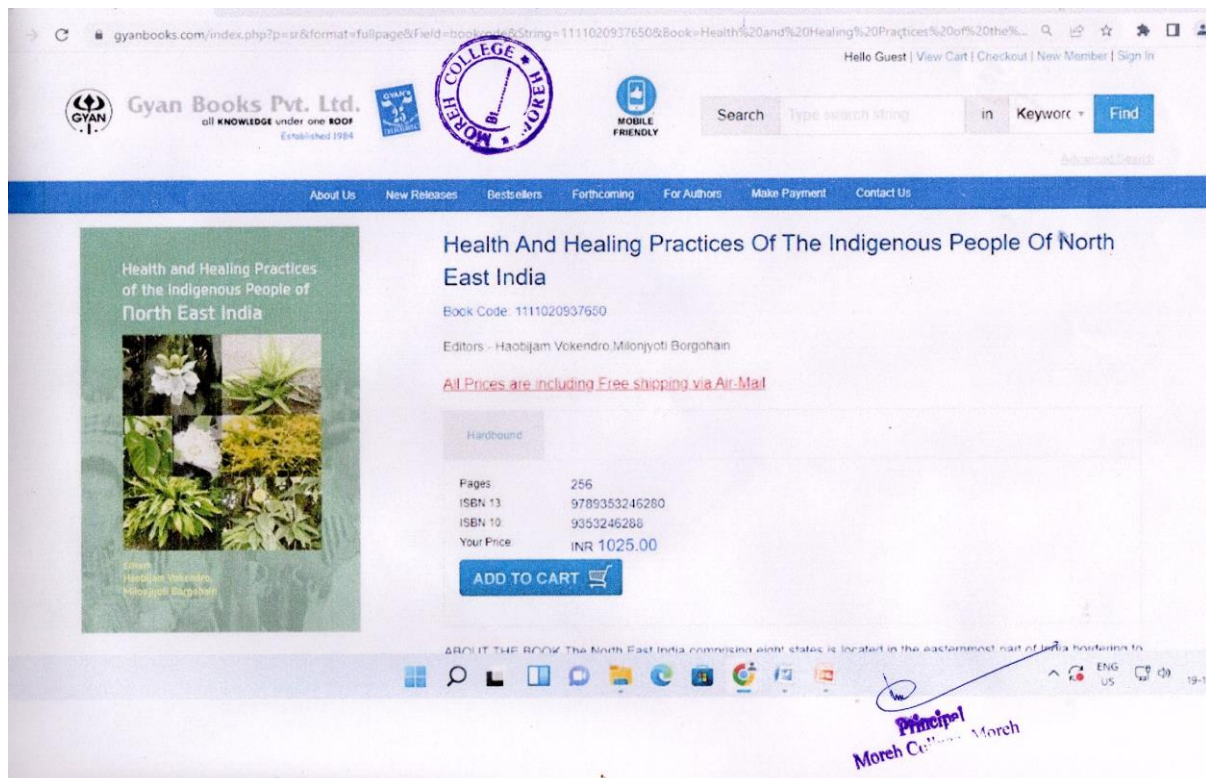 gyanbooks.com/index.php?p=sr&format=fullpage&Field=bookcode&String=1111020937650&Book=Health%20and%20Healing%20Practices%20of%20the%...
Hello Guest | View Cart | Checkout | New Member | Sign In
GYAN
Gyan Books Pvt. Ltd.
all KNOWLEDGE under one ROOF
Established 1984
GYAN'S
25
MOREH COLLEGE MOREH
MOBILE
FRIENDLY
Search Type search string in Keyworc Find
Advanced Search
About Us New Releases Bestsellers Forthcoming For Authors Make Payment Contact Us
Health and Healing Practices
of the Indigenous People of
North East India
Editors
Haobijam Vokendro,
Milonjyoti Borgohain
Health And Healing Practices Of The Indigenous People Of North
East India
Book Code: 1111020937650
Editors:- Haobijam Vokendro,Milonjyoti Borgohain
All Prices are including Free shipping via Air-Mail
Hardbound
Pages 256
ISBN 13 9789353246280
ISBN 10: 9353246288
Your Price: INR 1025.00
ADD TO CART
ABOUT THE BOOK The North East India comprising eight states is located in the easternmost part of India bordering to
ENG
US
19-1
Principal
Moreh Moreh